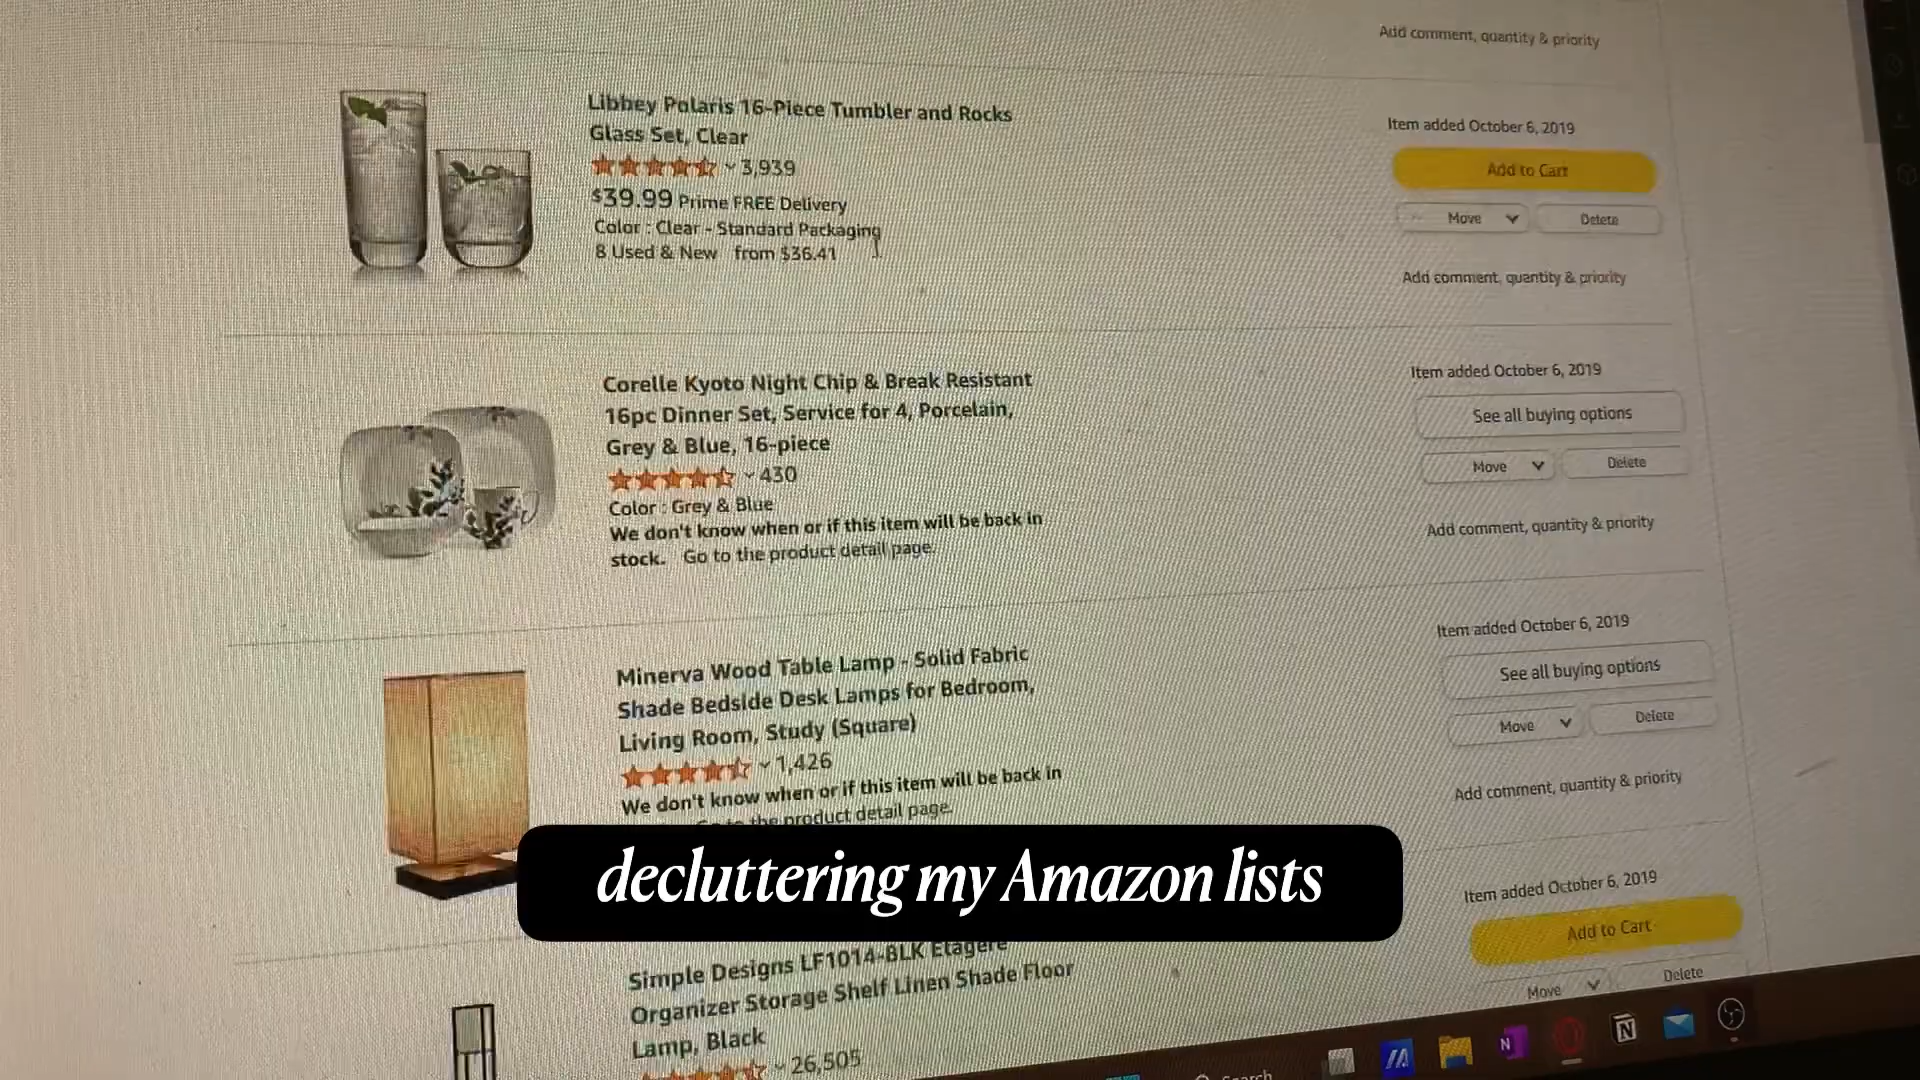 Add comment, quantity & priority
Libbey Polaris 16-Piece Tumbler and Rocks
Glass Set, Clear
3,939
$39.99 Prime FREE Delivery
Color : Clear - Standard Packaging
8 Used & New from $36.41
Item added October 6, 2019
Add to Cart
Move
Delete
Add comment, quantity & priority
Corelle Kyoto Night Chip & Break Resistant
16pc Dinner Set, Service for 4, Porcelain,
Grey & Blue, 16-piece
430
Color : Grey & Blue
We don't know when or if this item will be back in
stock. Go to the product detail page.
Item added October 6, 2019
See all buying options
Move
Delete
Add comment, quantity & priority
Minerva Wood Table Lamp - Solid Fabric
Shade Bedside Desk Lamps for Bedroom,
Living Room, Study (Square)
1,426
We don't know when or if this item will be back in
the product detail page.
Item added October 6, 2019
See all buying options
Move
Delete
Add comment, quantity & priority
decluttering my Amazon lists
Simple Designs LF1014-BLK Etagere
Organizer Storage Shelf Linen Shade Floor
Lamp, Black
26,505
Item added October 6, 2019
Add to Cart
Move
Delete
Search
N
N